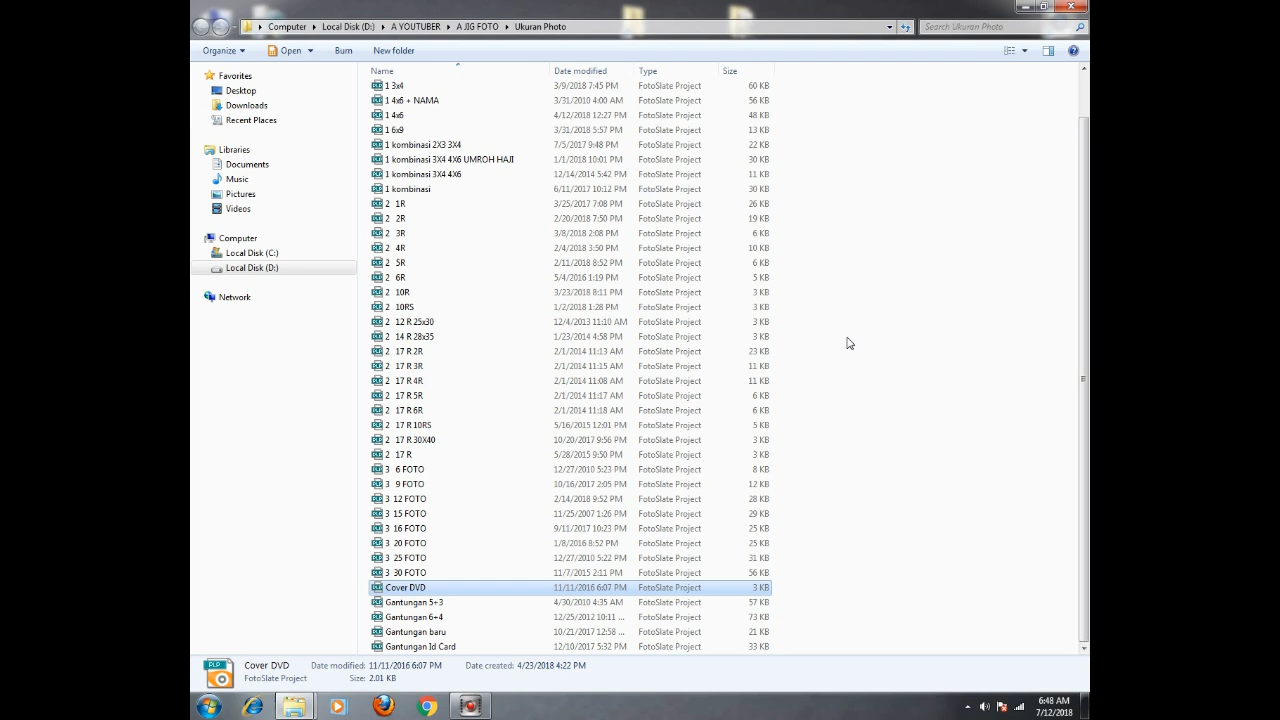 Computer Local Disk (D:) A YOUTUBER A JIG FOTO Ukuran Photo Search Ukuran Photo
Organize Open Burn New folder
Name Date modified Type Size
Favorites
Desktop
Downloads
Recent Places
Libraries
Documents
Music
Pictures
Videos
Computer
Local Disk (C:)
Local Disk (D:)
Network
1 3x4 3/9/2018 7:45 PM FotoSlate Project 60 KB
1 4x6 + NAMA 3/31/2010 4:00 AM FotoSlate Project 56 KB
1 4x6 4/12/2018 12:27 PM FotoSlate Project 48 KB
1 6x9 3/31/2018 5:57 PM FotoSlate Project 13 KB
1 kombinasi 2X3 3X4 7/5/2017 9:48 PM FotoSlate Project 22 KB
1 kombinasi 3X4 4X6 UMROH HAJI 1/1/2018 10:01 PM FotoSlate Project 30 KB
1 kombinasi 3X4 4X6 12/14/2014 5:42 PM FotoSlate Project 11 KB
1 kombinasi 6/11/2017 10:12 PM FotoSlate Project 30 KB
2 1R 3/25/2017 7:08 PM FotoSlate Project 26 KB
2 2R 2/20/2018 7:50 PM FotoSlate Project 19 KB
2 3R 3/8/2018 2:08 PM FotoSlate Project 6 KB
2 4R 2/4/2018 3:50 PM FotoSlate Project 10 KB
2 5R 2/11/2018 8:52 PM FotoSlate Project 6 KB
2 6R 5/4/2016 1:19 PM FotoSlate Project 5 KB
2 10R 3/23/2018 8:11 PM FotoSlate Project 3 KB
2 10RS 1/2/2018 1:28 PM FotoSlate Project 3 KB
2 12 R 25x30 12/4/2013 11:10 AM FotoSlate Project 3 KB
2 14 R 28x35 1/23/2014 4:58 PM FotoSlate Project 3 KB
2 17 R 2R 2/1/2014 11:13 AM FotoSlate Project 23 KB
2 17 R 3R 2/1/2014 11:15 AM FotoSlate Project 11 KB
2 17 R 4R 2/1/2014 11:08 AM FotoSlate Project 11 KB
2 17 R 5R 2/1/2014 11:17 AM FotoSlate Project 6 KB
2 17 R 6R 2/1/2014 11:18 AM FotoSlate Project 6 KB
2 17 R 10RS 5/16/2015 12:01 PM FotoSlate Project 5 KB
2 17 R 30X40 10/20/2017 9:56 PM FotoSlate Project 3 KB
2 17 R 5/28/2015 9:50 PM FotoSlate Project 3 KB
3 6 FOTO 12/27/2010 5:23 PM FotoSlate Project 8 KB
3 9 FOTO 10/16/2017 2:05 PM FotoSlate Project 12 KB
3 12 FOTO 2/14/2018 9:52 PM FotoSlate Project 28 KB
3 15 FOTO 11/25/2007 1:26 PM FotoSlate Project 29 KB
3 16 FOTO 9/11/2017 10:23 PM FotoSlate Project 25 KB
3 20 FOTO 1/8/2016 8:52 PM FotoSlate Project 25 KB
3 25 FOTO 12/27/2010 5:22 PM FotoSlate Project 31 KB
3 30 FOTO 11/7/2015 2:11 PM FotoSlate Project 56 KB
Cover DVD 11/11/2016 6:07 PM FotoSlate Project 3 KB
Gantungan 5+3 4/30/2010 4:35 AM FotoSlate Project 57 KB
Gantungan 6+4 12/25/2012 10:11 ... FotoSlate Project 73 KB
Gantungan baru 10/21/2017 12:58 ... FotoSlate Project 21 KB
Gantungan Id Card 12/10/2017 5:32 PM FotoSlate Project 33 KB
PLP Cover DVD Date modified: 11/11/2016 6:07 PM Date created: 4/23/2018 4:22 PM
FotoSlate Project Size: 2.01 KB
6:48 AM
7/12/2018